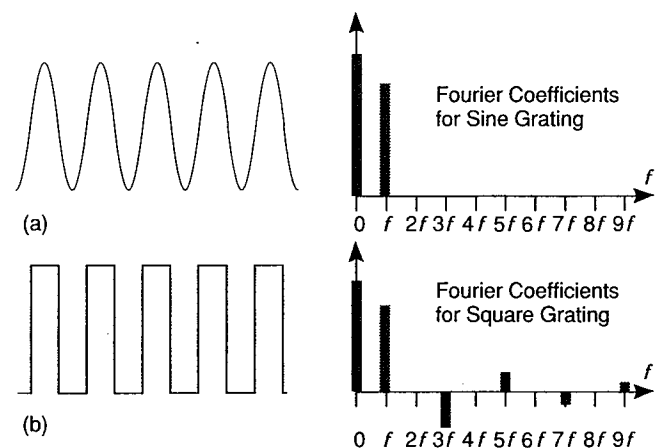 Fourier Coefficients
for Sine Grating
f
(a)
0 f 2f 3f 4f 5f 6f 7f 8f 9f
Fourier Coefficients
for Square Grating
f
(b)
0 f 2f 3f 4f 5f 6f 7f 8f 9f